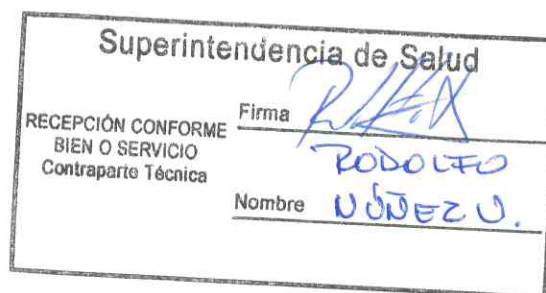 Superintendencia de Salud
RECEPCIÓN CONFORME
BIEN O SERVICIO
Contraparte Técnica
Firma
RODOLFO
Nombre NÚÑEZ U.